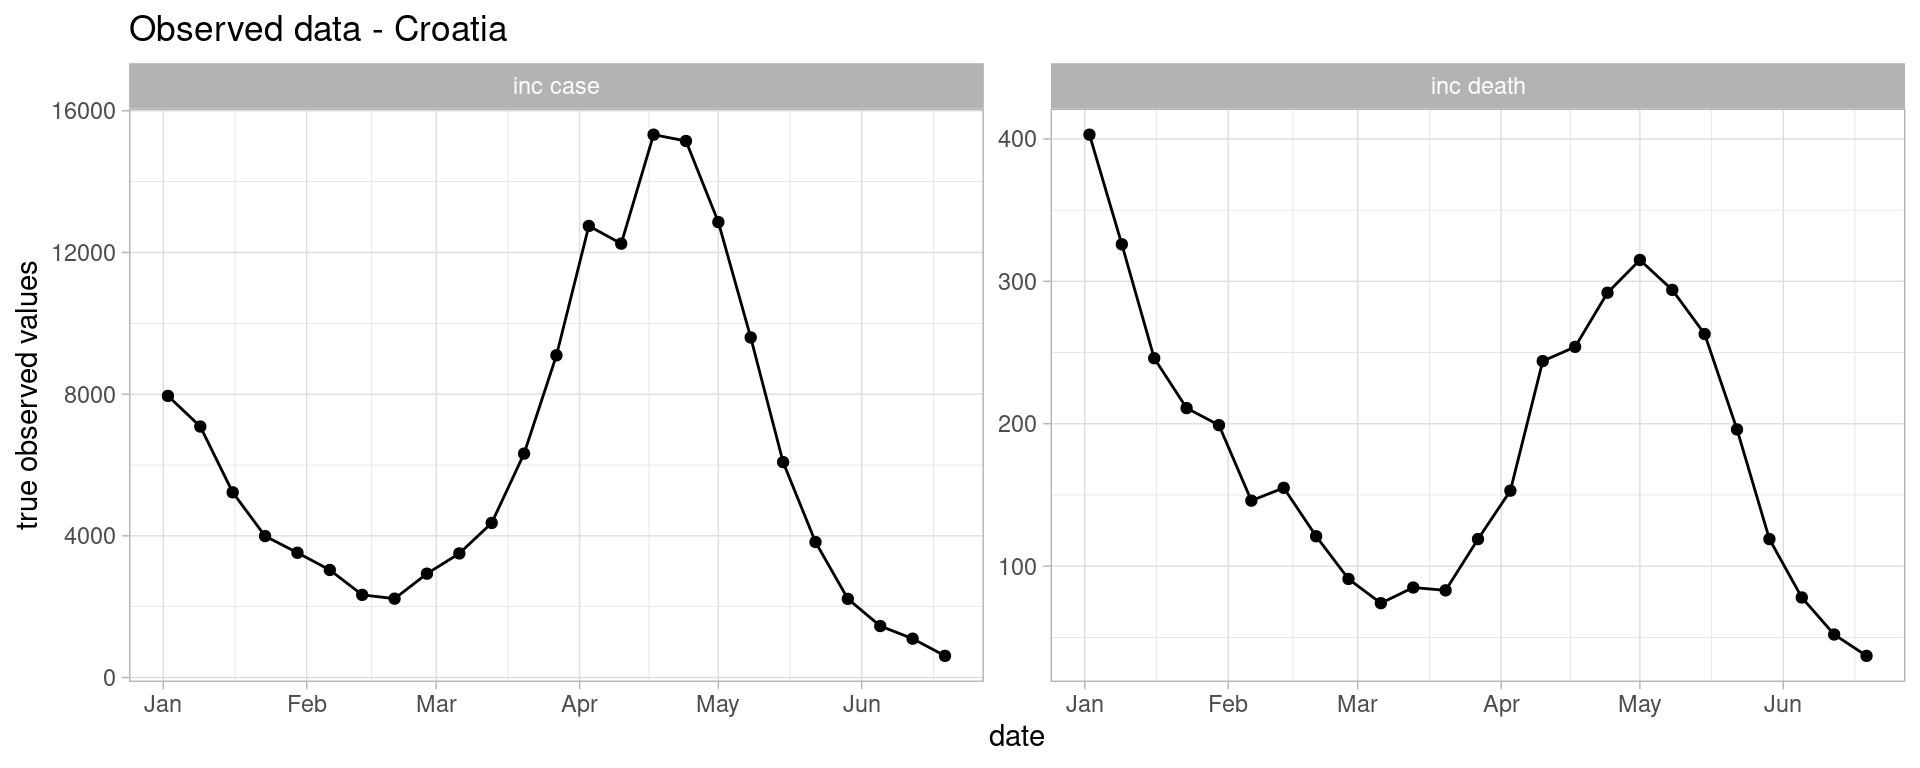 Observed data - Croatia
inc case
inc death
true observed values
16000
12000
8000
4000
0
400
300
200
100
Jan Feb Mar Apr May Jun
Jan Feb Mar Apr May Jun
date